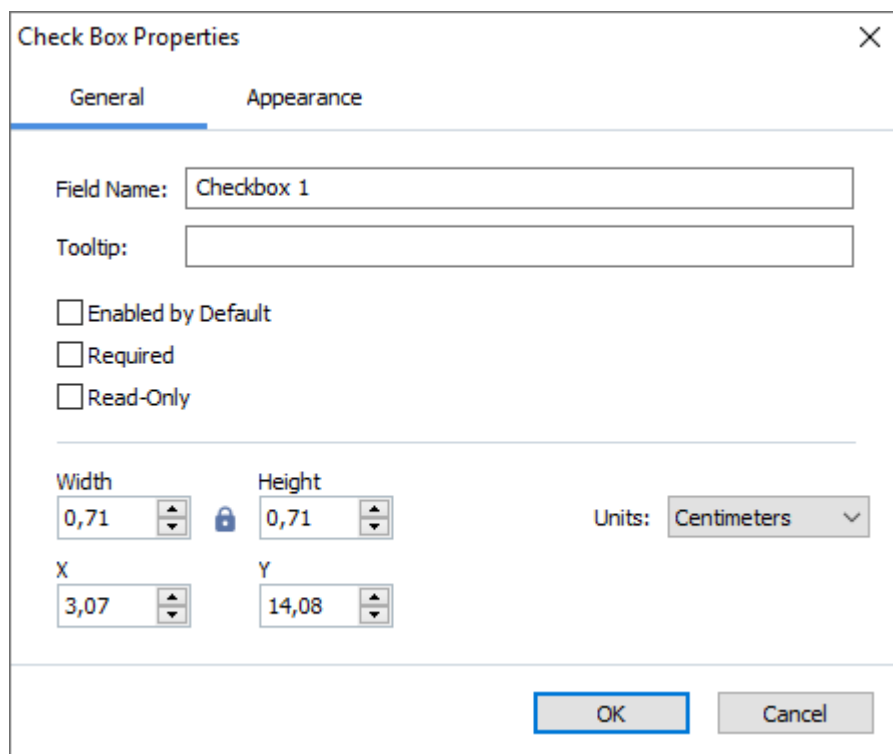 Check Box Properties
General Appearance
Field Name: Checkbox 1
Tooltip:
Enabled by Default
Required
Read-Only
Width Height
0,71 0,71 Units: Centimeters
X Y
3,07 14,08
OK Cancel